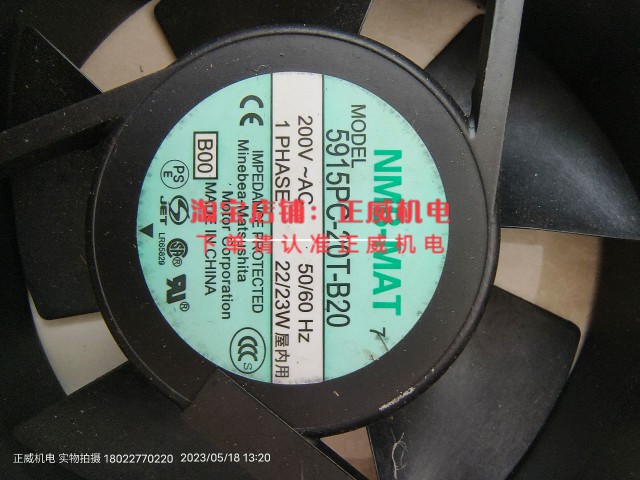 NMB-MAT 7
MODEL
5915PC-20T-B20
200V ~AC 50/60 Hz
1 PHASE 22/23W 屋内用
IMPEDANCE PROTECTED
Minebea-Matsushita
Motor Corporation
MADE IN CHINA
B00
PS
E
JET
LR65829
淘宝店铺：正威机电
下单请认准正威机电
正威机电 实物拍摄 18022770220 2023/05/18 13:20